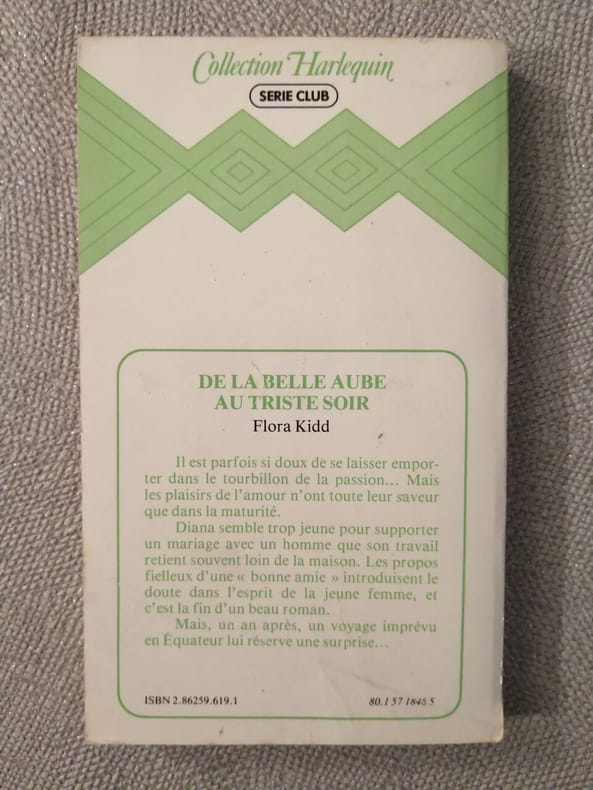 Collection Harlequin
SERIE CLUB
DE LA BELLE AUBE
AU TRISTE SOIR
Flora Kidd
Il est parfois si doux de se laisser empor-
ter dans le tourbillon de la passion... Mais
les plaisirs de l'amour n'ont toute leur saveur
que dans la maturité.
Diana semble trop jeune pour supporter
un mariage avec un homme que son travail
retient souvent loin de la maison. Les propos
fielleux d'une « bonne amie » introduisent le
doute dans l'esprit de la jeune femme, et
c'est la fin d'un beau roman.
Mais, un an après, un voyage imprévu
en Équateur lui réserve une surprise...
ISBN 2.86259.619.1
80.1 57 1846 5